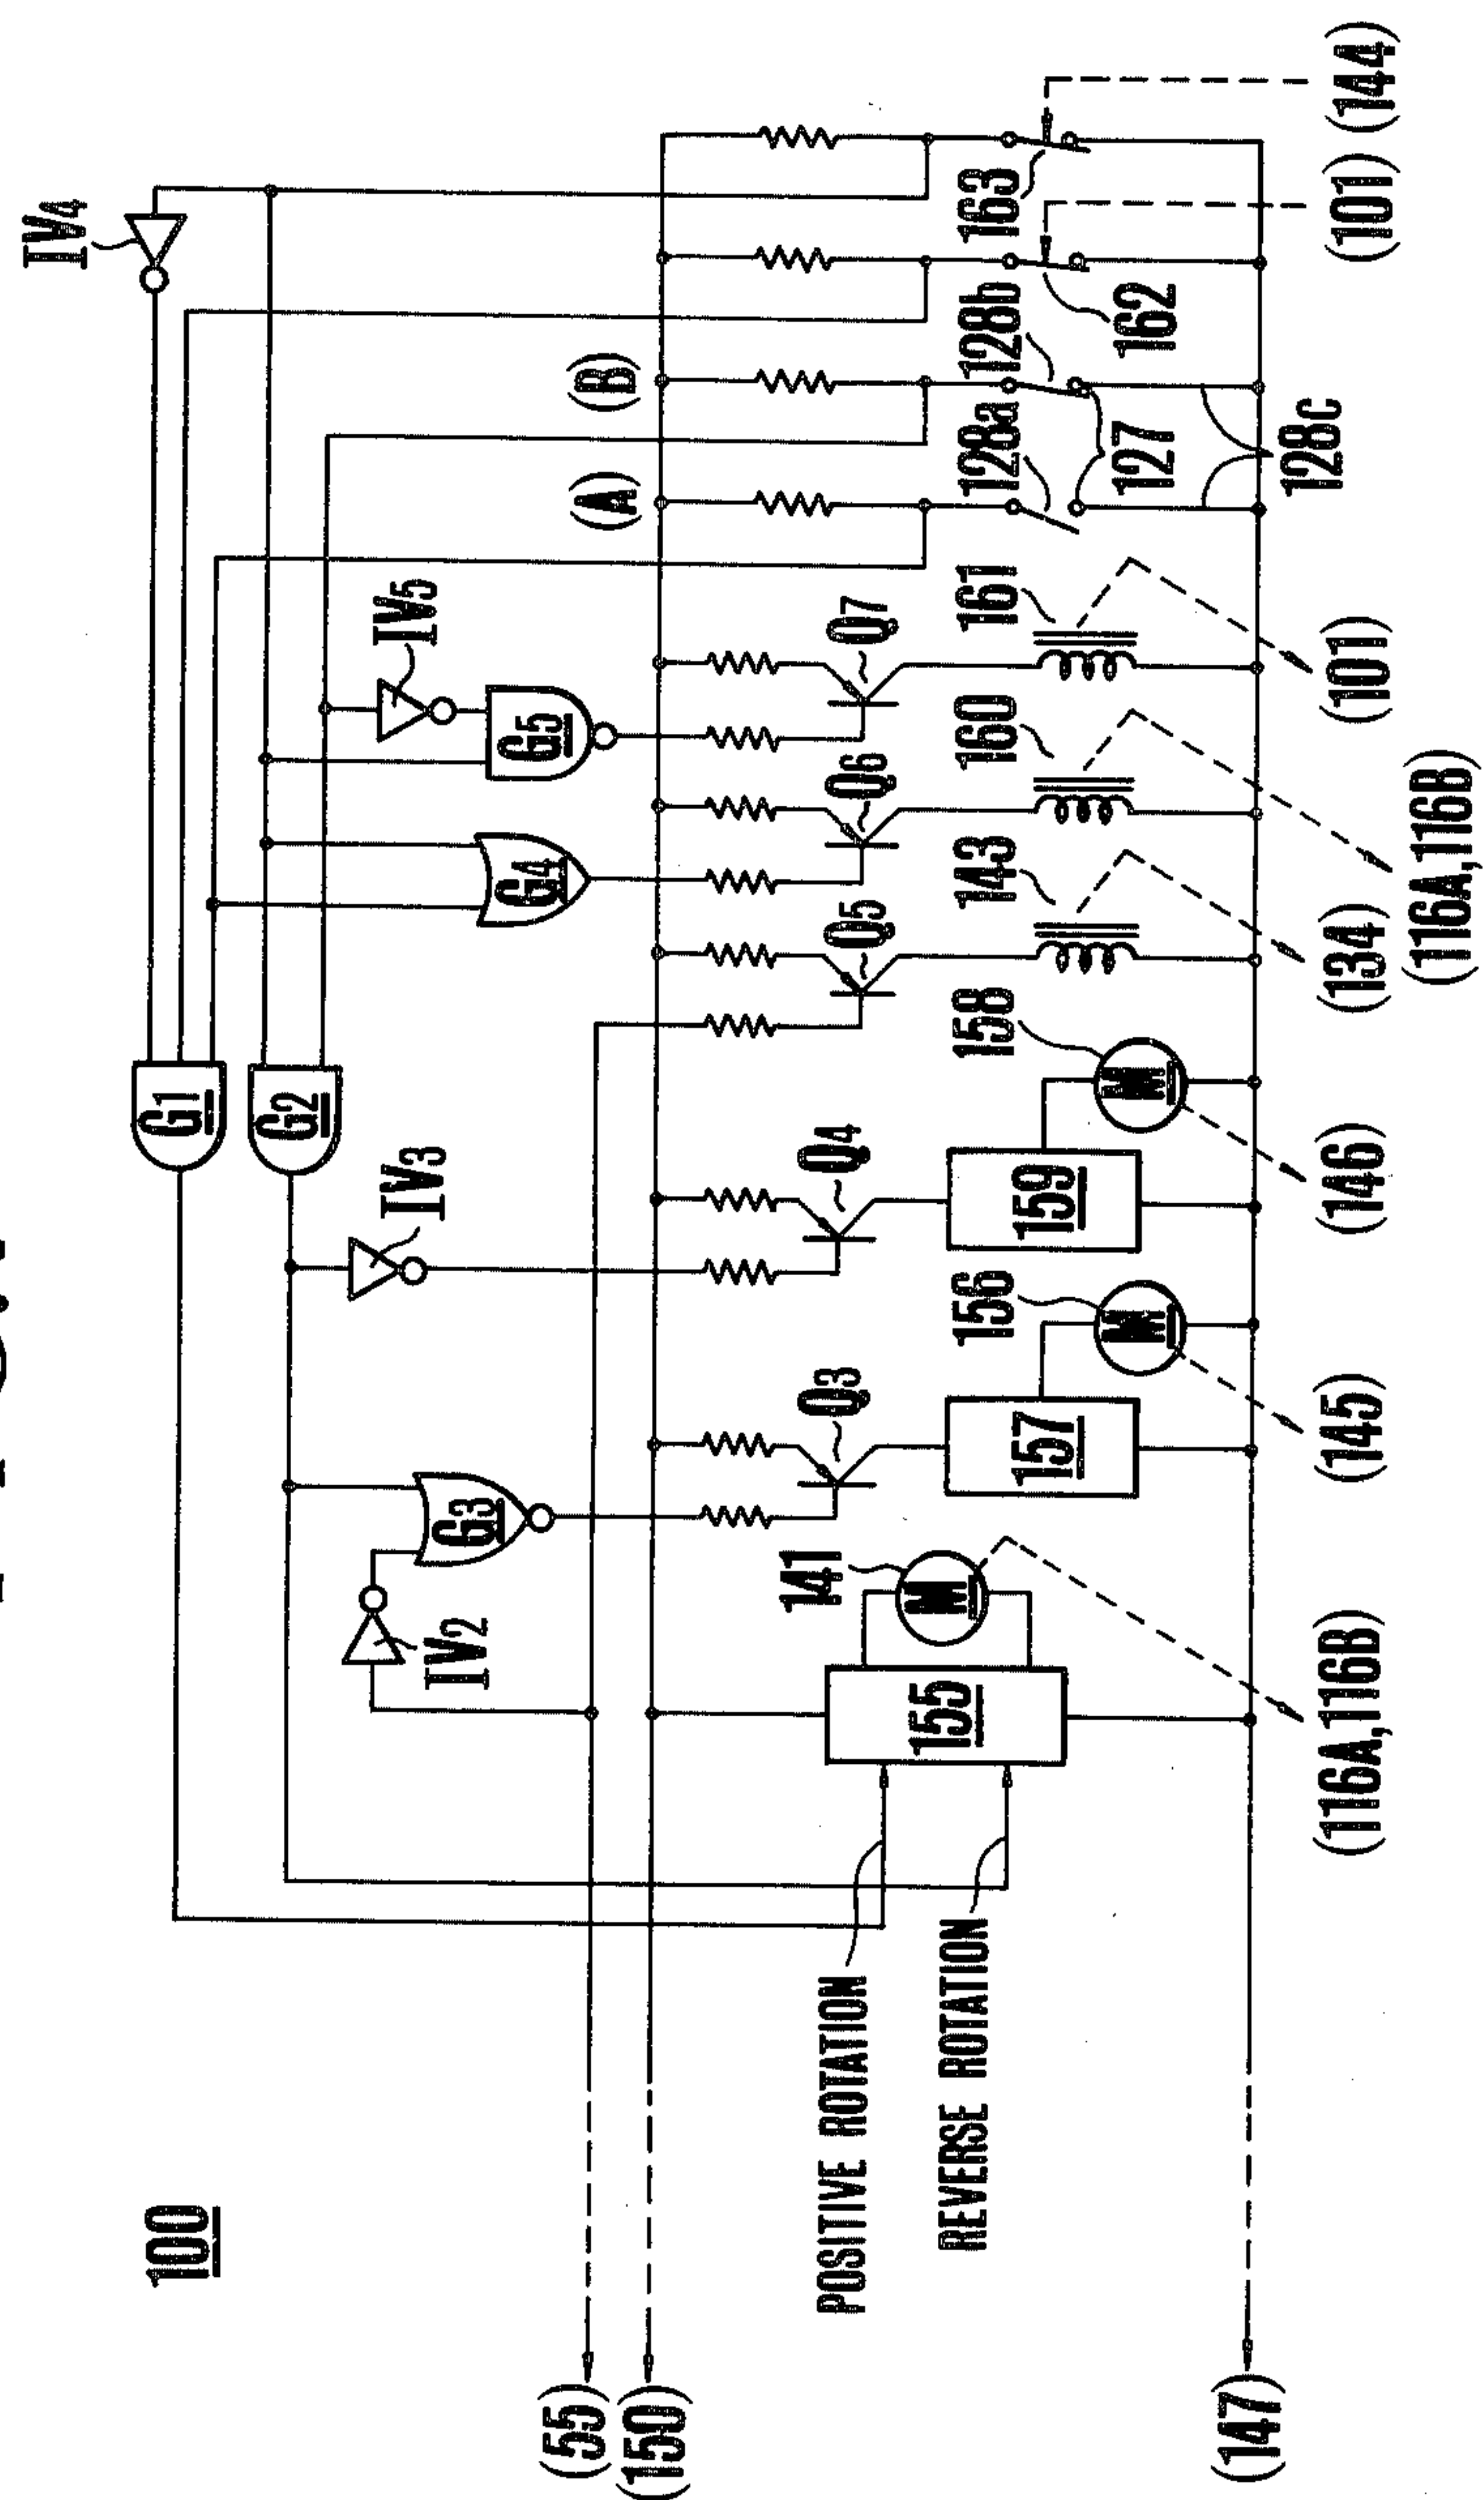 100
IV4
G1
G2
(A)
(B)
IV5
G5
G4
IV3
G3
IV2
(55)
(150)
Q7
Q6
Q5
Q4
Q3
141
M
155
POSITIVE ROTATION
REVERSE ROTATION
156
M
157
158
M
159
143
160
161
128a
128b
163
127
162
128c
(147)
(116A,116B)
(145)
(146)
(134)
(116A,116B)
(101)
(101)
(144)